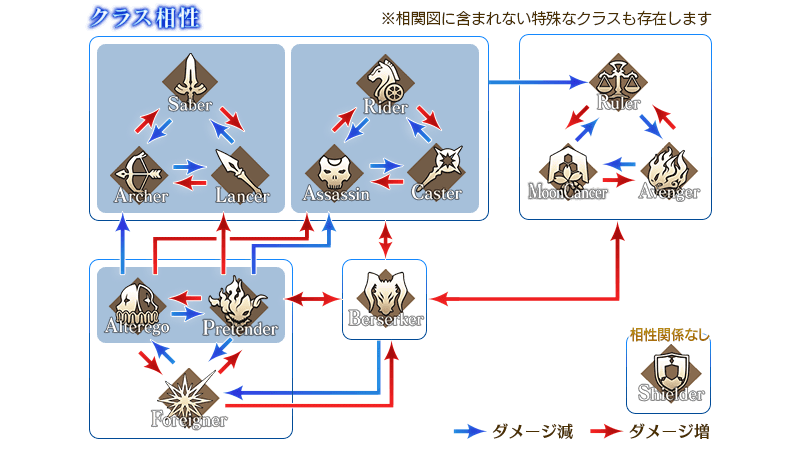 クラス相性
※相関図に含まれない特殊なクラスも存在します
Saber
Archer
Lancer
Rider
Assassin
Caster
Ruler
MoonCancer
Avenger
Alterego
Pretender
Foreigner
Berserker
相性関係なし
Shielder
ダメージ減
ダメージ増